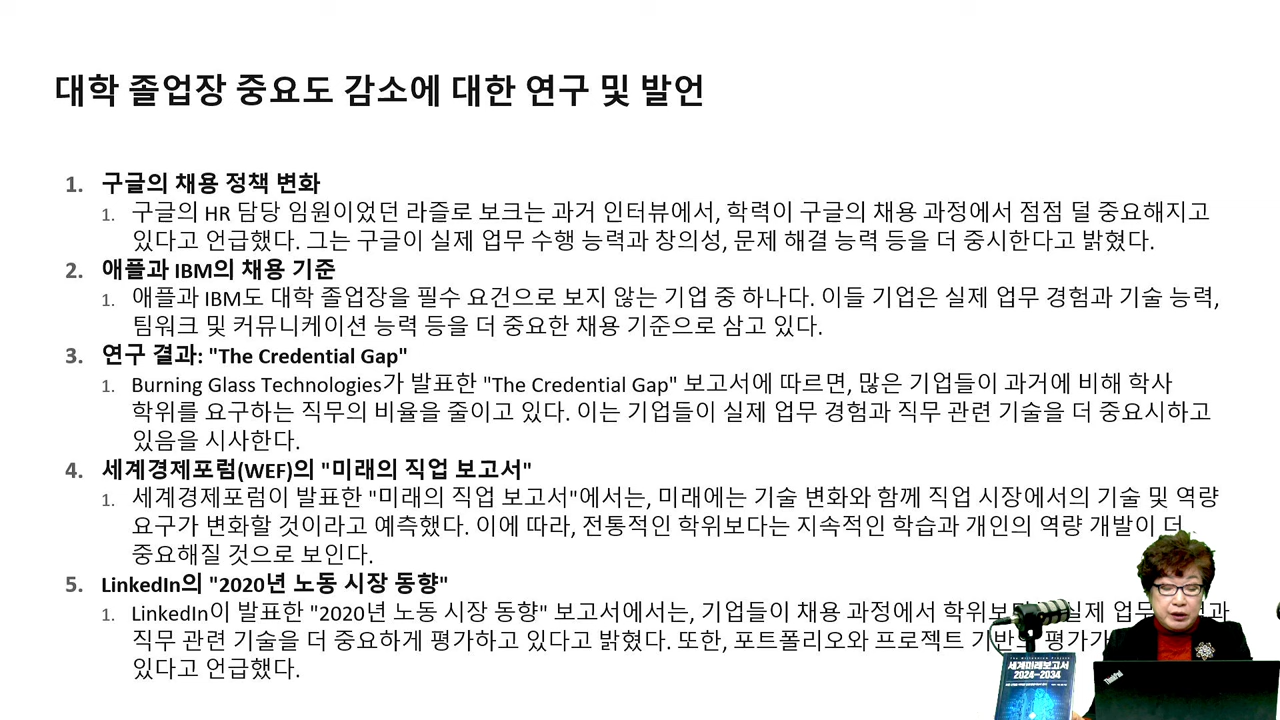 대학 졸업장 중요도 감소에 대한 연구 및 발언
1. 구글의 채용 정책 변화
1. 구글의 HR 담당 임원이었던 라즐로 보크는 과거 인터뷰에서, 학력이 구글의 채용 과정에서 점점 덜 중요해지고
있다고 언급했다. 그는 구글이 실제 업무 수행 능력과 창의성, 문제 해결 능력 등을 더 중시한다고 밝혔다.
2. 애플과 IBM의 채용 기준
1. 애플과 IBM도 대학 졸업장을 필수 요건으로 보지 않는 기업 중 하나다. 이들 기업은 실제 업무 경험과 기술 능력,
팀워크 및 커뮤니케이션 능력 등을 더 중요한 채용 기준으로 삼고 있다.
3. 연구 결과: "The Credential Gap"
1. Burning Glass Technologies가 발표한 "The Credential Gap" 보고서에 따르면, 많은 기업들이 과거에 비해 학사
학위를 요구하는 직무의 비율을 줄이고 있다. 이는 기업들이 실제 업무 경험과 직무 관련 기술을 더 중요시하고
있음을 시사한다.
4. 세계경제포럼(WEF)의 "미래의 직업 보고서"
1. 세계경제포럼이 발표한 "미래의 직업 보고서"에서는, 미래에는 기술 변화와 함께 직업 시장에서의 기술 및 역량
요구가 변화할 것이라고 예측했다. 이에 따라, 전통적인 학위보다는 지속적인 학습과 개인의 역량 개발이 더
중요해질 것으로 보인다.
5. LinkedIn의 "2020년 노동 시장 동향"
1. LinkedIn이 발표한 "2020년 노동 시장 동향" 보고서에서는, 기업들이 채용 과정에서 실제 업무
직무 관련 기술을 더 중요하게 평가하고 있다고 밝혔다. 또한, 포트폴리오와 프로젝트 평가가
있다고 언급했다.
The Millennium Project
세계미래보고서
2024–2034
ThinkPad